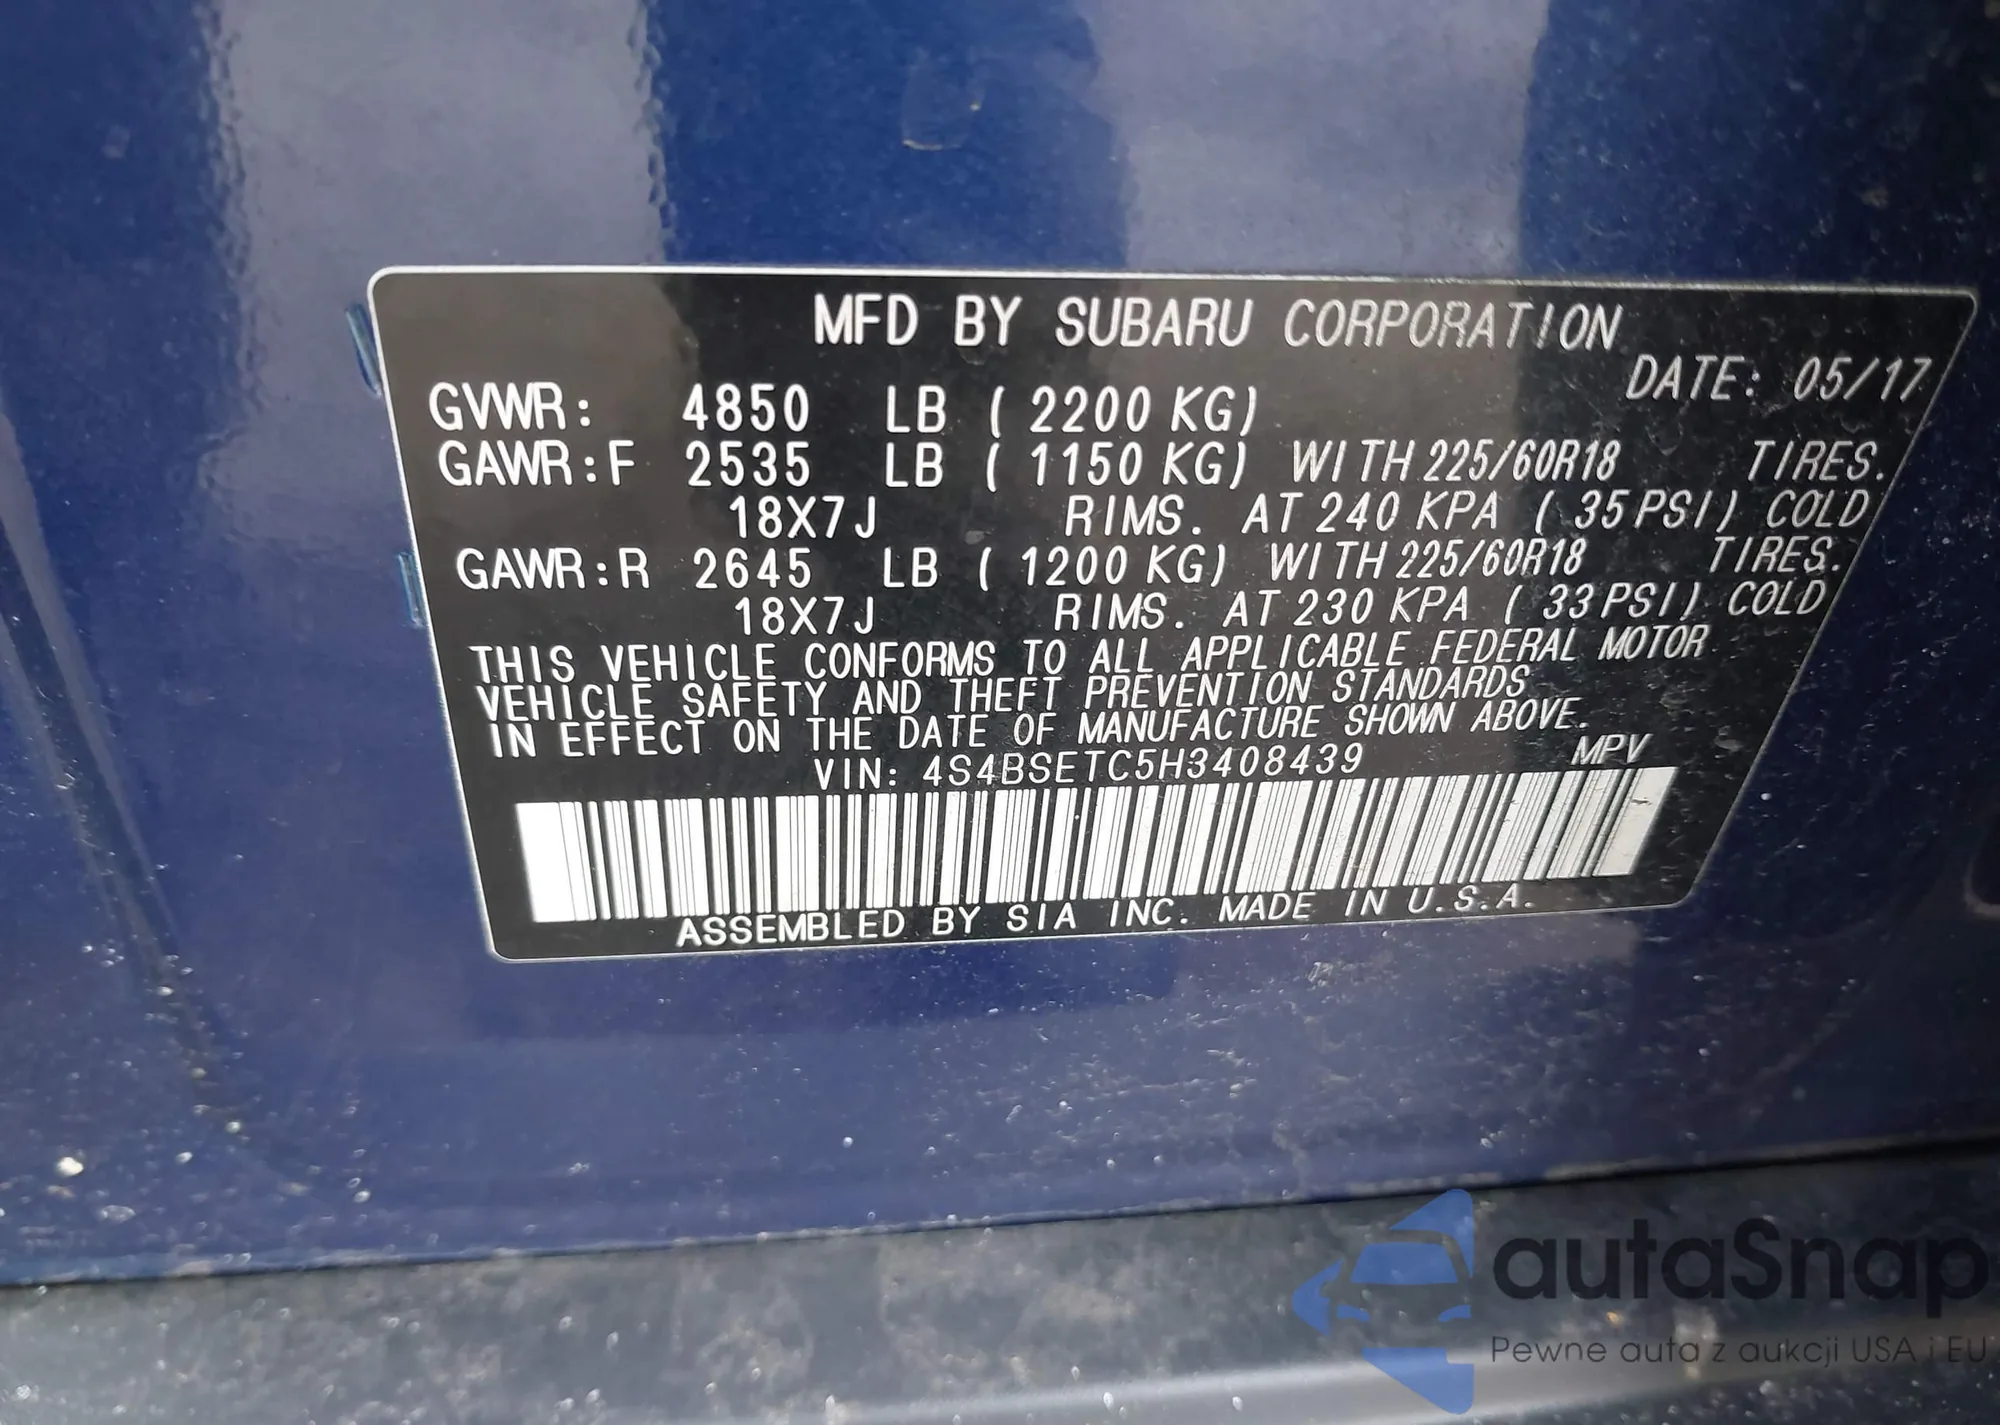 MFD BY SUBARU CORPORATION
DATE: 05/17
GVWR: 4850 LB ( 2200 KG)
GAWR:F 2535 LB ( 1150 KG) WITH 225/60R18 TIRES.
18X7J RIMS. AT 240 KPA ( 35 PSI) COLD
GAWR:R 2645 LB ( 1200 KG) WITH 225/60R18 TIRES.
18X7J RIMS. AT 230 KPA ( 33 PSI) COLD
THIS VEHICLE CONFORMS TO ALL APPLICABLE FEDERAL MOTOR
VEHICLE SAFETY AND THEFT PREVENTION STANDARDS
IN EFFECT ON THE DATE OF MANUFACTURE SHOWN ABOVE.
VIN: 4S4BSETC5H3408439 MPV
ASSEMBLED BY SIA INC. MADE IN U.S.A.
autaSnap
Pewne auta z aukcji USA i EU